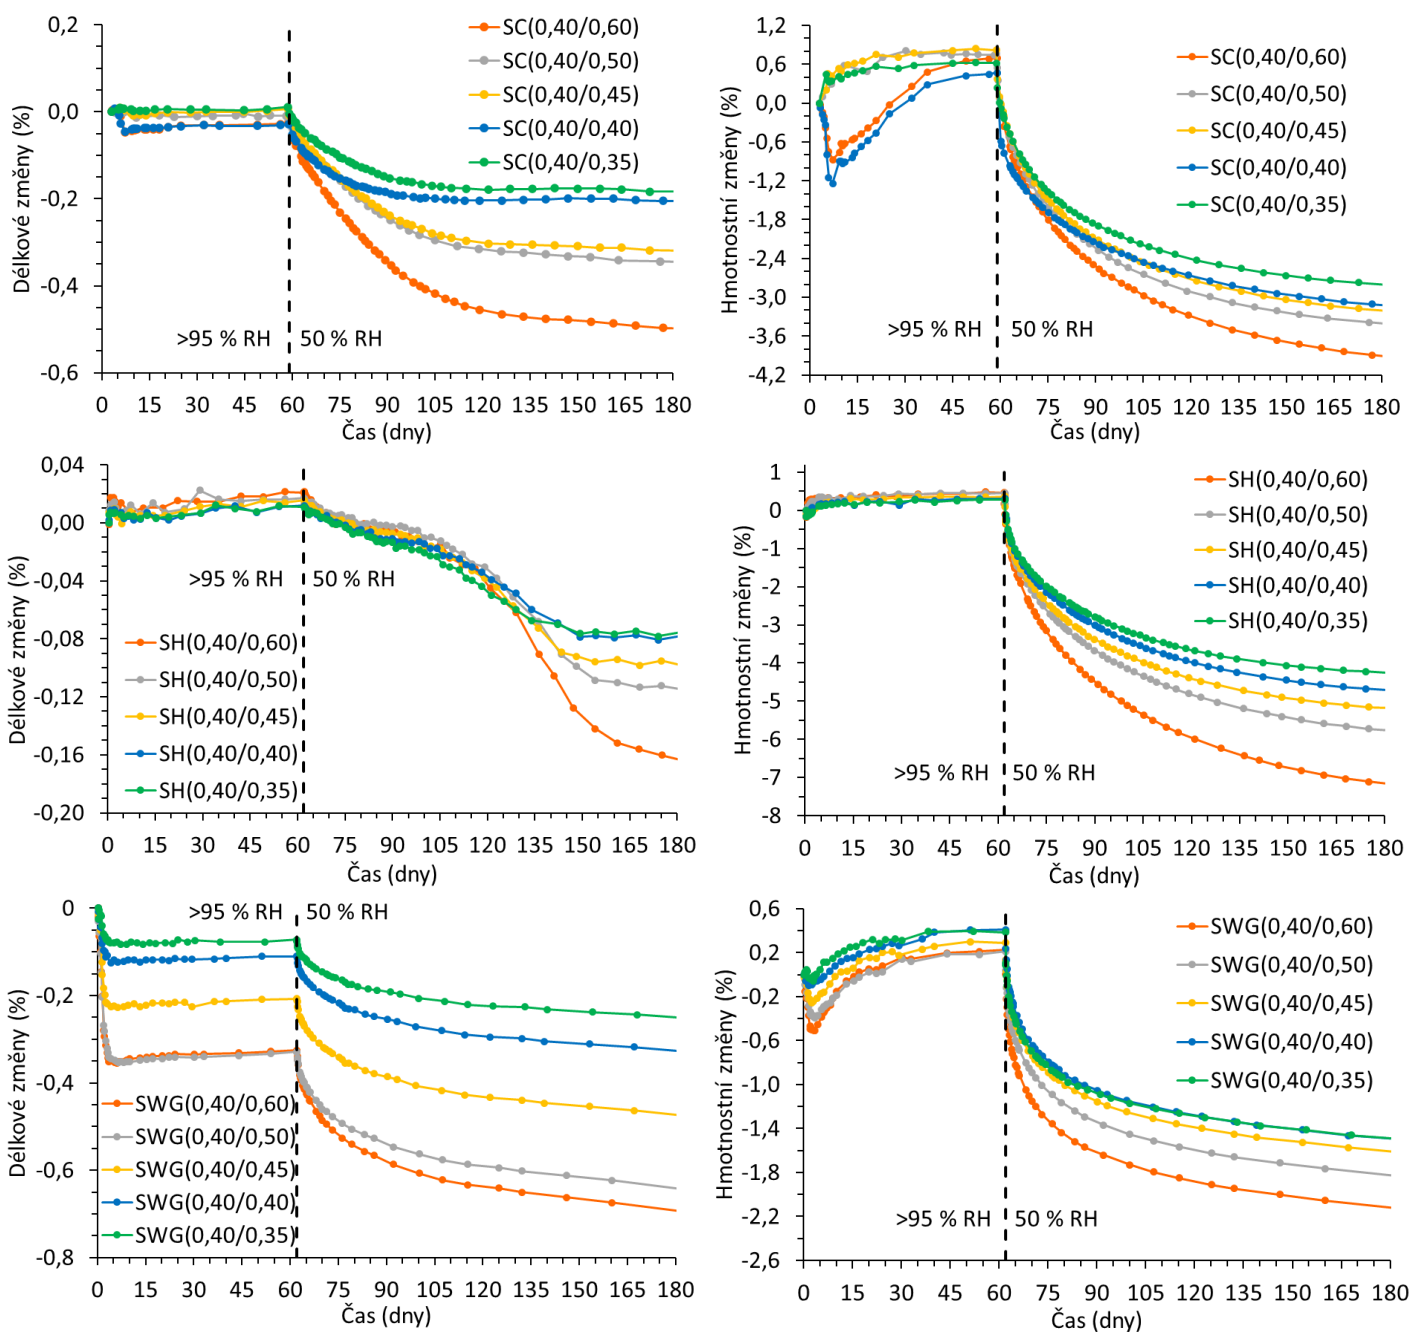 0,2
0,0
-0,2
-0,4
-0,6
Délkové změny (%)
SC(0,40/0,60)
SC(0,40/0,50)
SC(0,40/0,45)
SC(0,40/0,40)
SC(0,40/0,35)
>95 % RH 50 % RH
0 15 30 45 60 75 90 105 120 135 150 165 180
Čas (dny)
1,2
0,6
0,0
-0,6
-1,2
-1,8
-2,4
-3,0
-3,6
-4,2
Hmotnostní změny (%)
SC(0,40/0,60)
SC(0,40/0,50)
SC(0,40/0,45)
SC(0,40/0,40)
SC(0,40/0,35)
>95 % RH 50 % RH
0 15 30 45 60 75 90 105 120 135 150 165 180
Čas (dny)
0,04
0,00
-0,04
-0,08
-0,12
-0,16
-0,20
Délkové změny (%)
>95 % RH 50 % RH
SH(0,40/0,60)
SH(0,40/0,50)
SH(0,40/0,45)
SH(0,40/0,40)
SH(0,40/0,35)
0 15 30 45 60 75 90 105 120 135 150 165 180
Čas (dny)
1
0
-1
-2
-3
-4
-5
-6
-7
-8
Hmotnostní změny (%)
SH(0,40/0,60)
SH(0,40/0,50)
SH(0,40/0,45)
SH(0,40/0,40)
SH(0,40/0,35)
>95 % RH 50 % RH
0 15 30 45 60 75 90 105 120 135 150 165 180
Čas (dny)
0
-0,2
-0,4
-0,6
-0,8
Délkové změny (%)
>95 % RH 50 % RH
SWG(0,40/0,60)
SWG(0,40/0,50)
SWG(0,40/0,45)
SWG(0,40/0,40)
SWG(0,40/0,35)
0 15 30 45 60 75 90 105 120 135 150 165 180
Čas (dny)
0,6
0,2
-0,2
-0,6
-1,0
-1,4
-1,8
-2,2
-2,6
Hmotnostní změny (%)
SWG(0,40/0,60)
SWG(0,40/0,50)
SWG(0,40/0,45)
SWG(0,40/0,40)
SWG(0,40/0,35)
>95 % RH 50 % RH
0 15 30 45 60 75 90 105 120 135 150 165 180
Čas (dny)